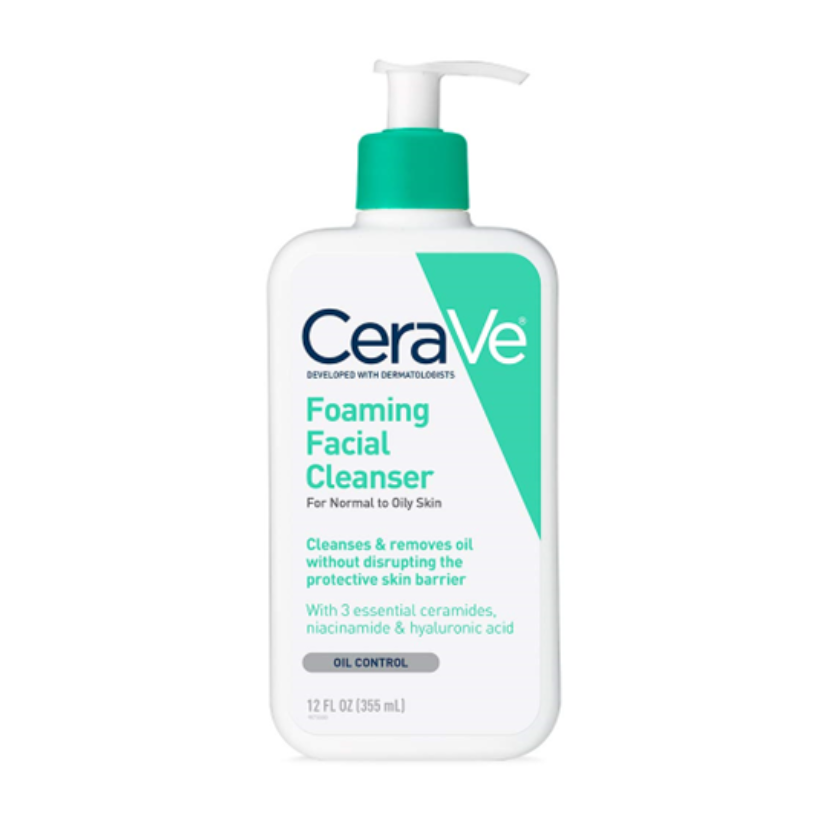 CeraVe®
DEVELOPED WITH DERMATOLOGISTS
Foaming
Facial
Cleanser
For Normal to Oily Skin
Cleanses & removes oil
without disrupting the
protective skin barrier
With 3 essential ceramides,
niacinamide & hyaluronic acid
OIL CONTROL
12 FL OZ (355 mL)